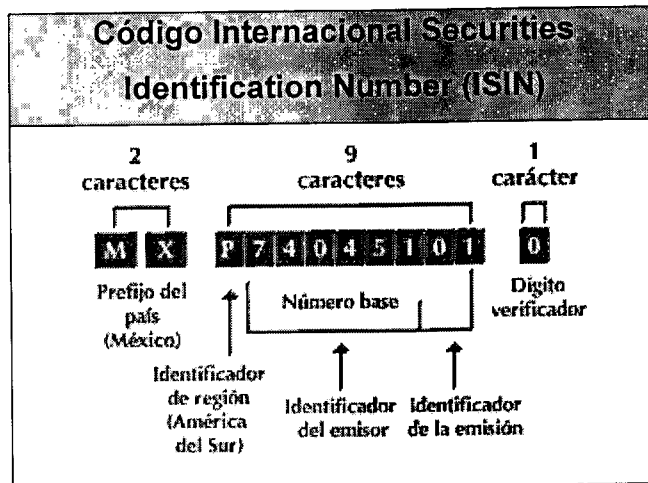 Código Internacional Securities
Identification Number (ISIN)
2
caracteres
9
caracteres
1
carácter
M X P 7 4 0 4 5 1 0 1 0
Prefijo del
país
(México)
Número base
Dígito
verificador
Identificador
de región
(América
del Sur)
Identificador
del emisor
Identificador
de la emisión